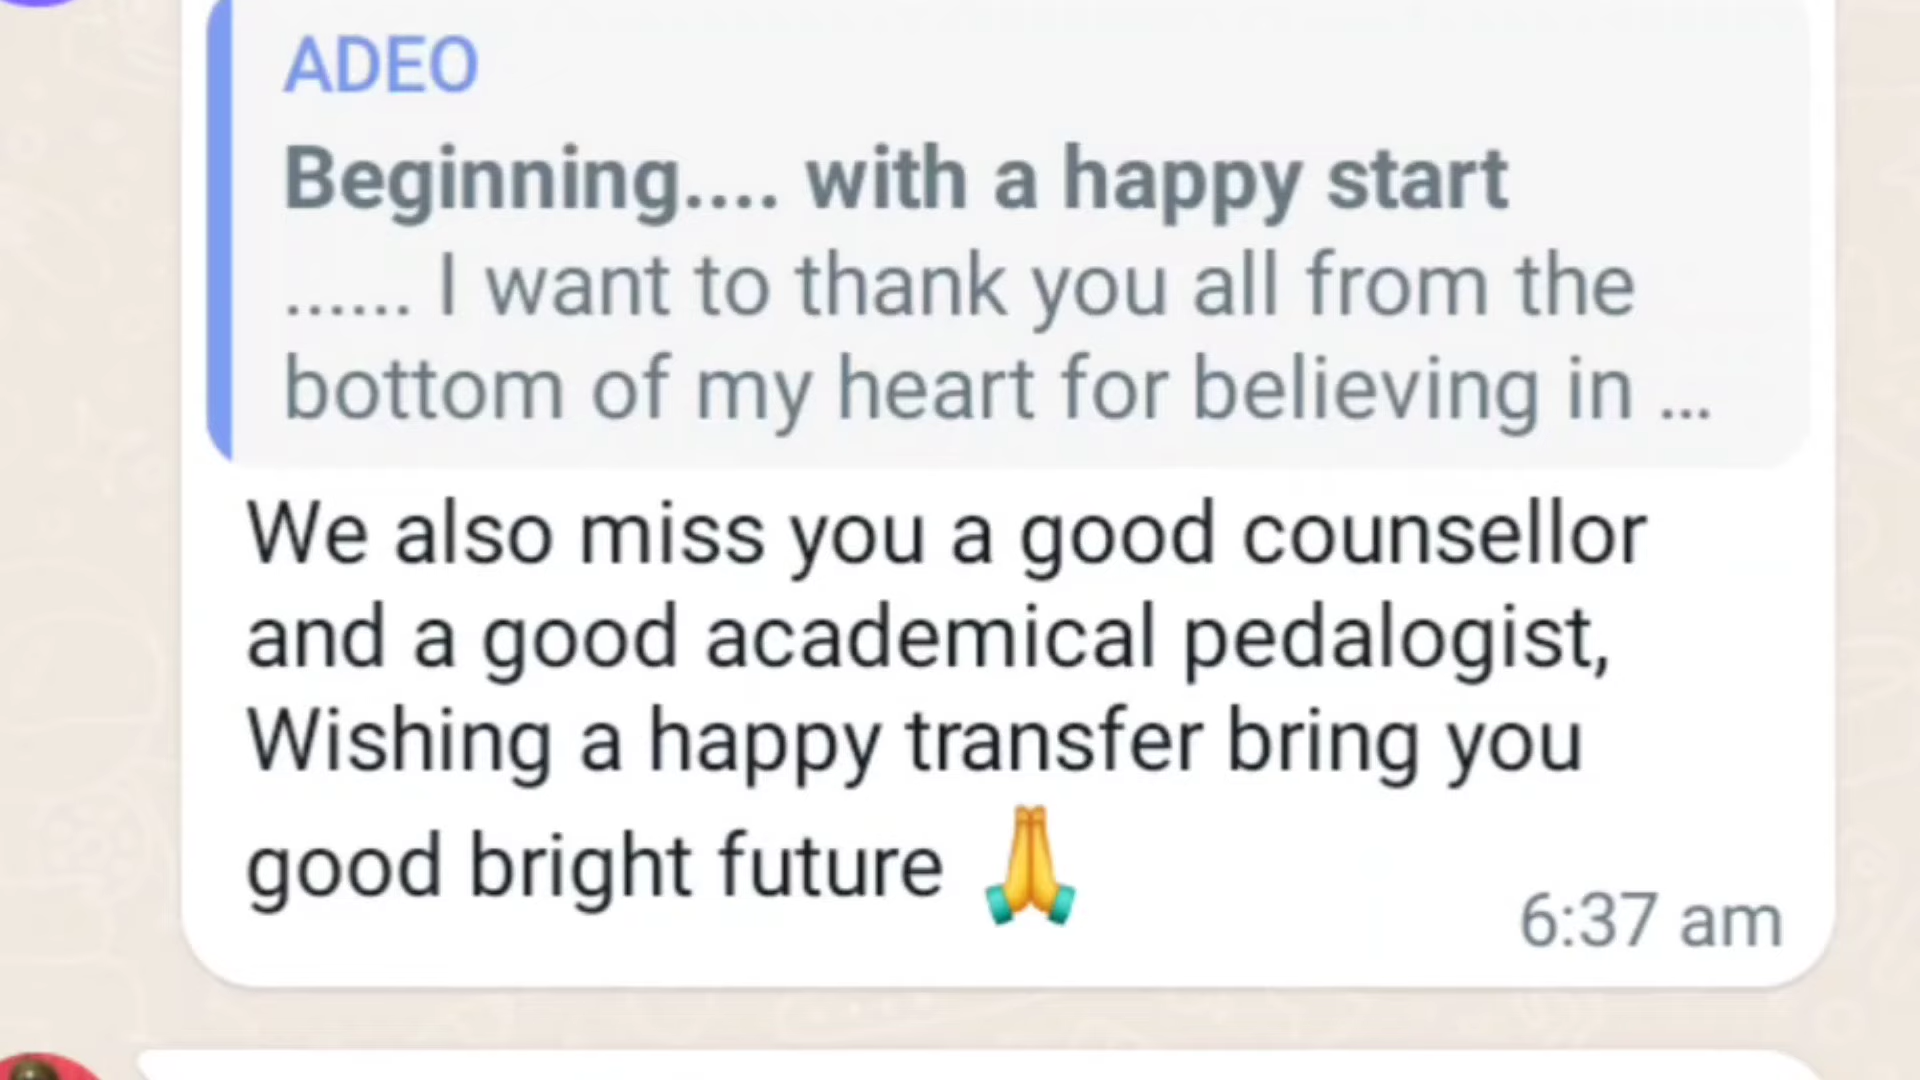 ADEO
Beginning.... with a happy start
...... I want to thank you all from the
bottom of my heart for believing in ...
We also miss you a good counsellor
and a good academical pedalogist,
Wishing a happy transfer bring you
good bright future 🙏
6:37 am